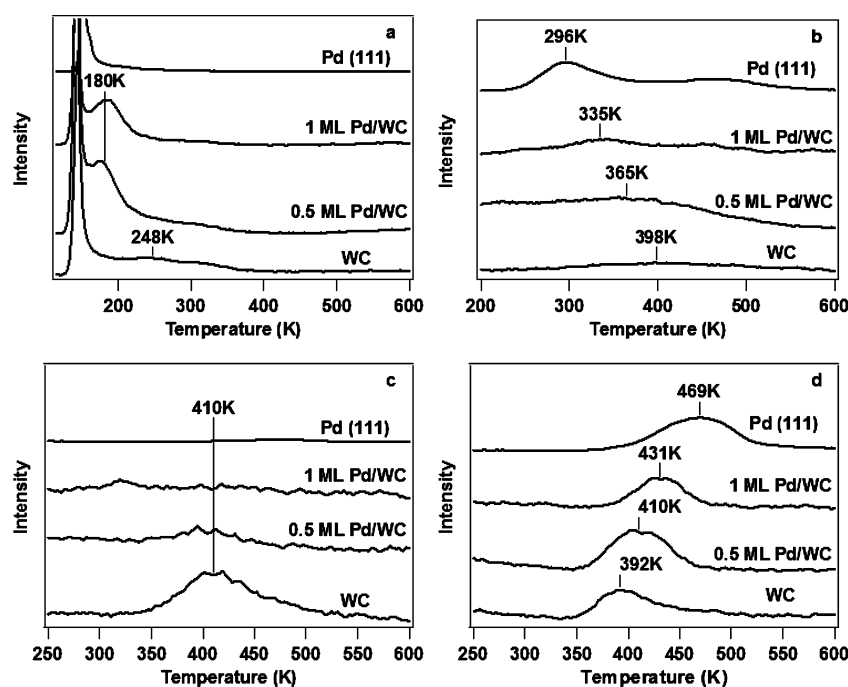 a
Pd (111)
180K
1 ML Pd/WC
0.5 ML Pd/WC
248K
WC
Intensity
200 300 400 500 600
Temperature (K)
b
296K
Pd (111)
335K
1 ML Pd/WC
365K
0.5 ML Pd/WC
398K
WC
Intensity
200 300 400 500 600
Temperature (K)
c
410K
Pd (111)
1 ML Pd/WC
0.5 ML Pd/WC
WC
Intensity
250 300 350 400 450 500 550 600
Temperature (K)
d
469K
Pd (111)
431K
1 ML Pd/WC
410K
0.5 ML Pd/WC
392K
WC
Intensity
250 300 350 400 450 500 550 600
Temperature (K)